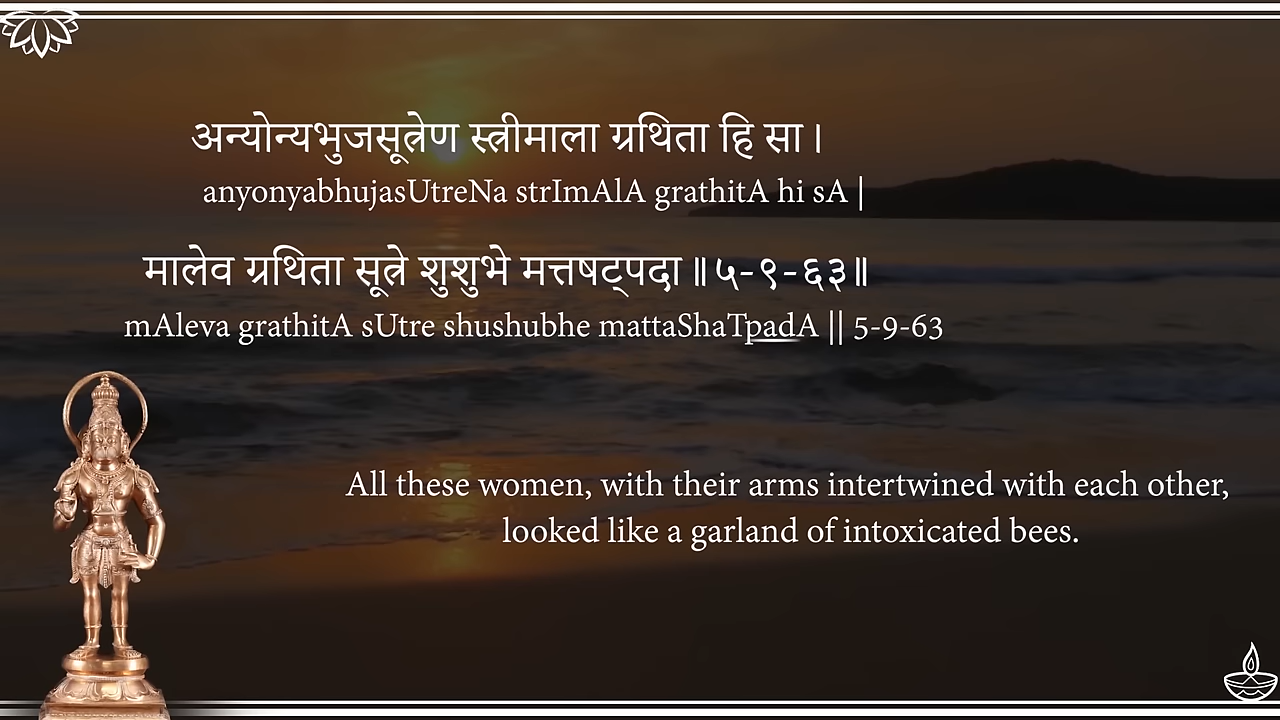 अन्योन्यभुजसूत्रेण स्त्रीमाला ग्रथिता हि सा ।
anyonyabhujasUtreNa strImAlA grathitA hi sA |
मालेव ग्रथिता सूत्रे शुशुभे मत्तषट्पदा ॥ ५-९-६३॥
mAleva grathitA sUtre shushubhe mattaShaTpadA || 5-9-63
All these women, with their arms intertwined with each other,
looked like a garland of intoxicated bees.